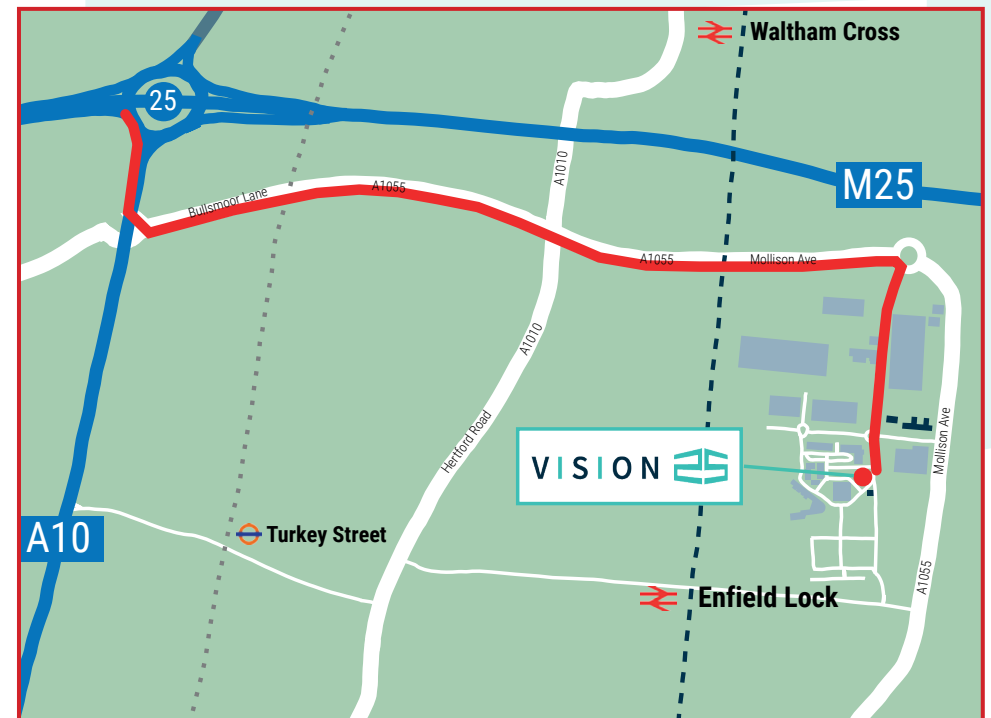 Waltham Cross
25
A1010
M25
Bullsmoor Lane
A1055
A1055
Mollison Ave
A1010
Hertford Road
Mollison Ave
VISION 25
A10
Turkey Street
A1055
Enfield Lock